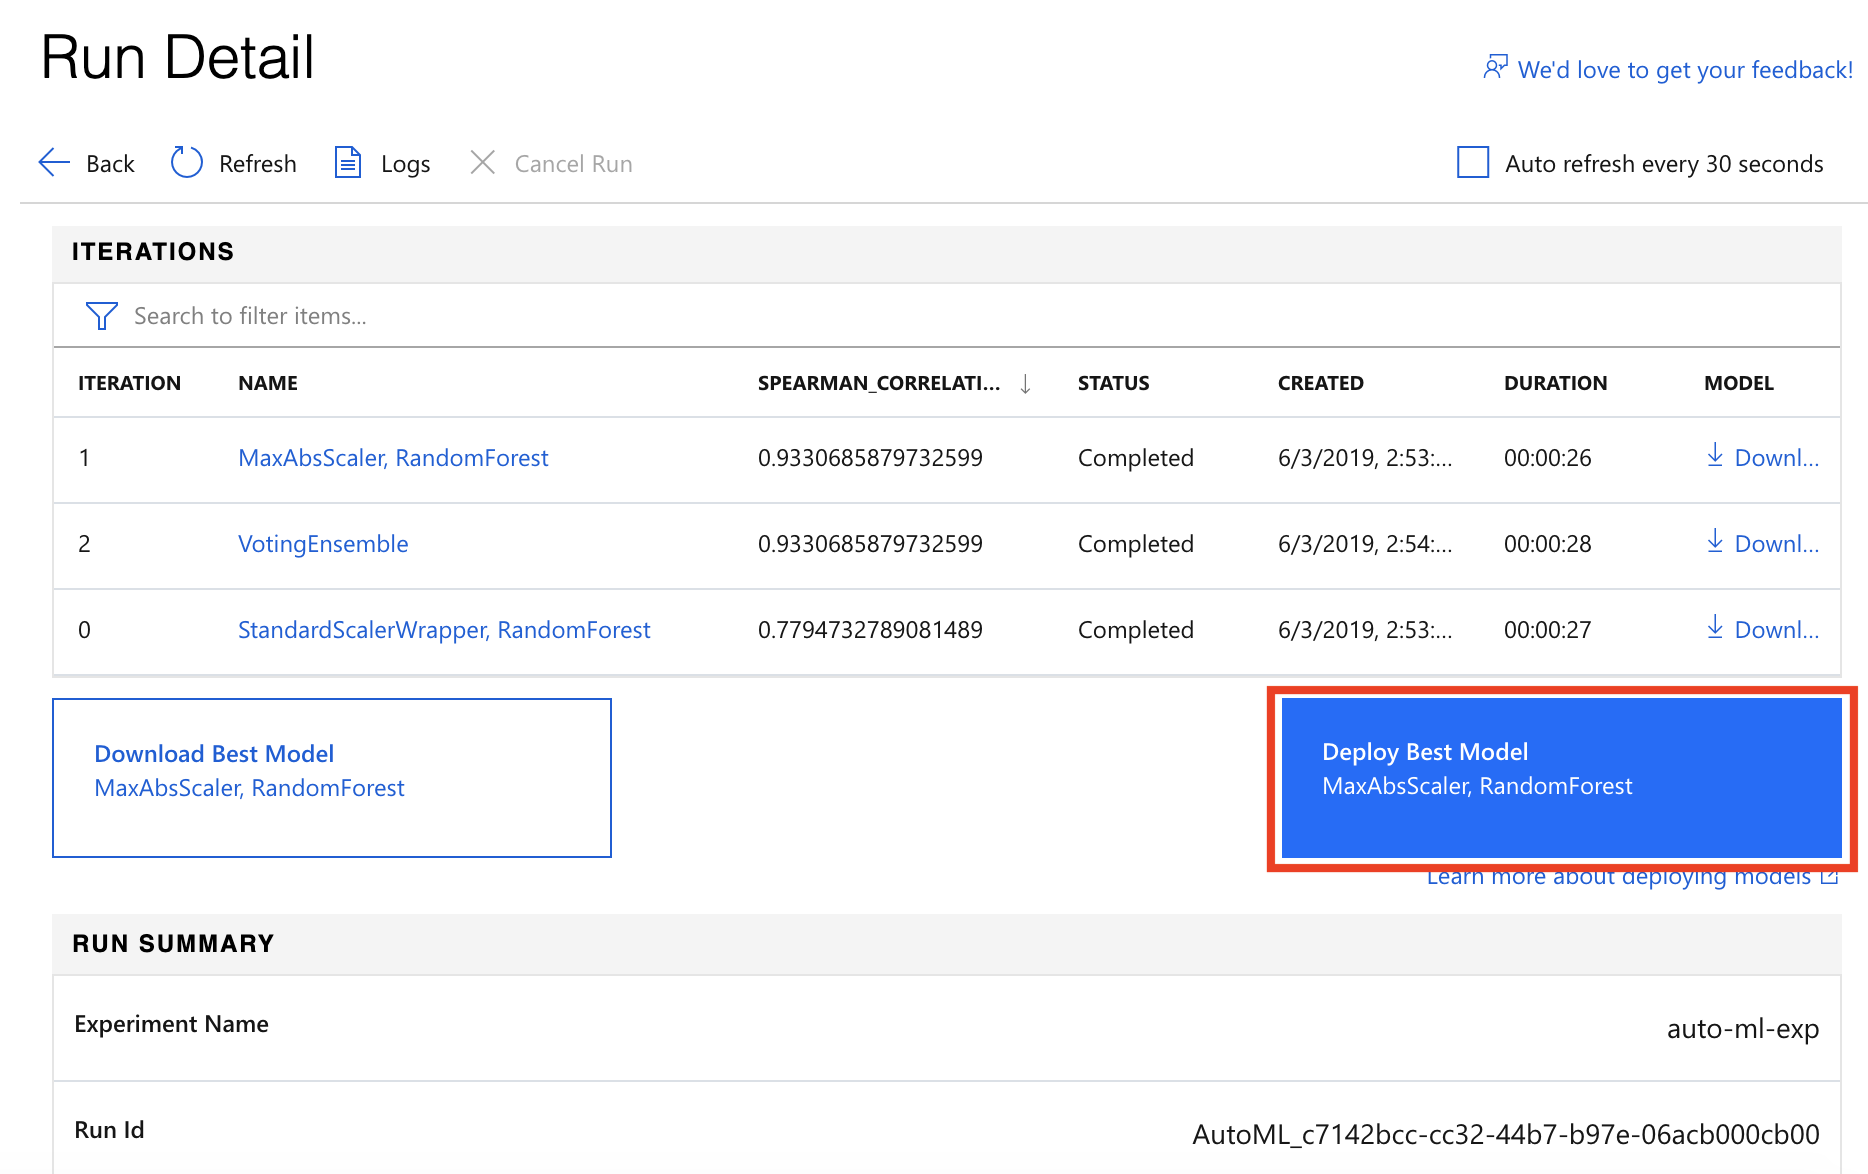 Run Detail
We'd love to get your feedback!
Back Refresh Logs Cancel Run Auto refresh every 30 seconds
ITERATIONS
Search to filter items...
ITERATION NAME SPEARMAN_CORRELATI... ↓ STATUS CREATED DURATION MODEL
1 MaxAbsScaler, RandomForest 0.9330685879732599 Completed 6/3/2019, 2:53:... 00:00:26 Downl...
2 VotingEnsemble 0.9330685879732599 Completed 6/3/2019, 2:54:... 00:00:28 Downl...
0 StandardScalerWrapper, RandomForest 0.7794732789081489 Completed 6/3/2019, 2:53:... 00:00:27 Downl...
Download Best Model
MaxAbsScaler, RandomForest
Deploy Best Model
MaxAbsScaler, RandomForest
Learn more about deploying models
RUN SUMMARY
Experiment Name auto-ml-exp
Run Id AutoML_c7142bcc-cc32-44b7-b97e-06acb000cb00